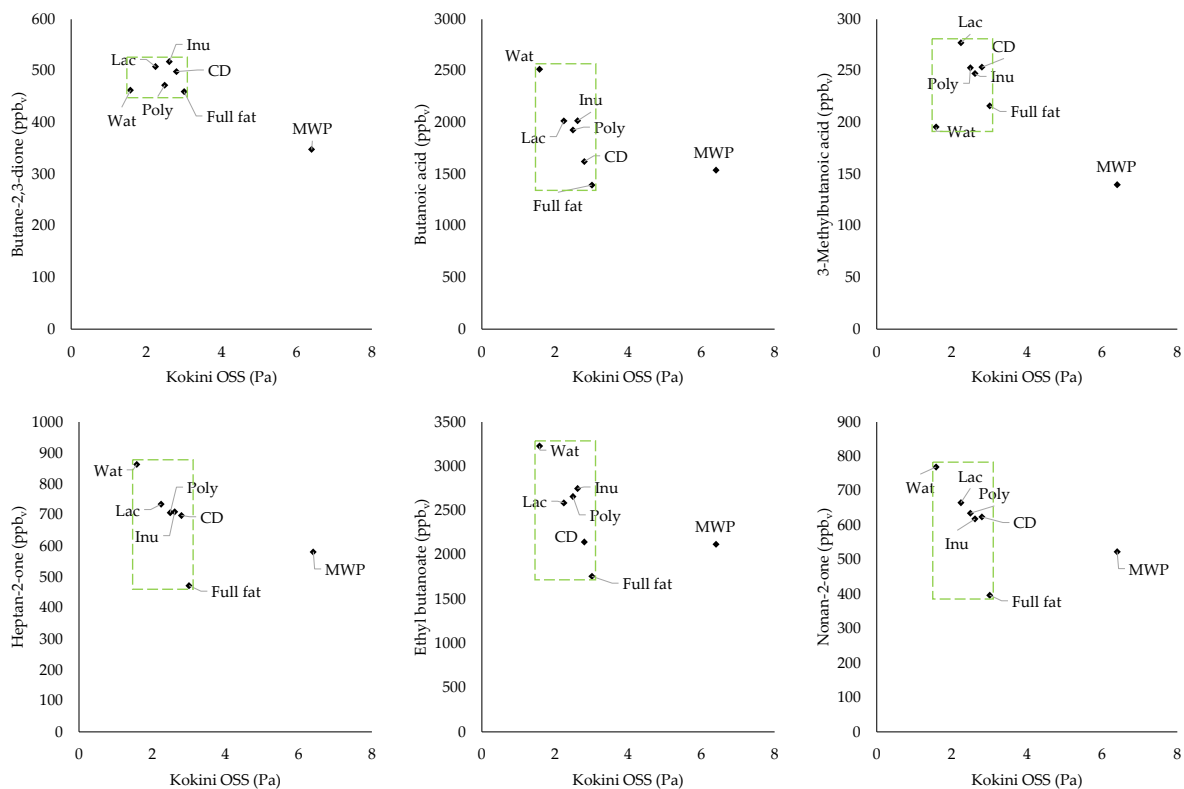 Butane-2,3-dione (ppbv)
600
500
400
300
200
100
0
Lac
Inu
CD
Wat
Poly
Full fat
MWP
0 2 4 6 8
Kokini OSS (Pa)
Butanoic acid (ppbv)
3000
2500
2000
1500
1000
500
0
Wat
Inu
Lac
Poly
CD
Full fat
MWP
0 2 4 6 8
Kokini OSS (Pa)
3-Methylbutanoic acid (ppbv)
300
250
200
150
100
50
0
Lac
CD
Poly
Inu
Full fat
Wat
MWP
0 2 4 6 8
Kokini OSS (Pa)
Heptan-2-one (ppbv)
1000
900
800
700
600
500
400
300
200
100
0
Wat
Poly
Lac
CD
Inu
Full fat
MWP
0 2 4 6 8
Kokini OSS (Pa)
Ethyl butanoate (ppbv)
3500
3000
2500
2000
1500
1000
500
0
Wat
Inu
Lac
Poly
CD
Full fat
MWP
0 2 4 6 8
Kokini OSS (Pa)
Nonan-2-one (ppbv)
900
800
700
600
500
400
300
200
100
0
Wat
Lac
Poly
CD
Inu
Full fat
MWP
0 2 4 6 8
Kokini OSS (Pa)